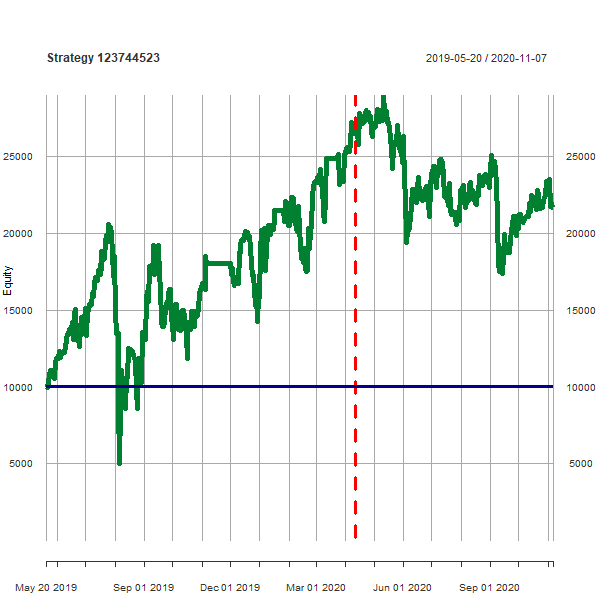 Strategy 123744523
2019-05-20 / 2020-11-07
25000
25000
20000
20000
Equity
15000
15000
10000
10000
5000
5000
May 20 2019
Sep 01 2019
Dec 01 2019
Mar 01 2020
Jun 01 2020
Sep 01 2020